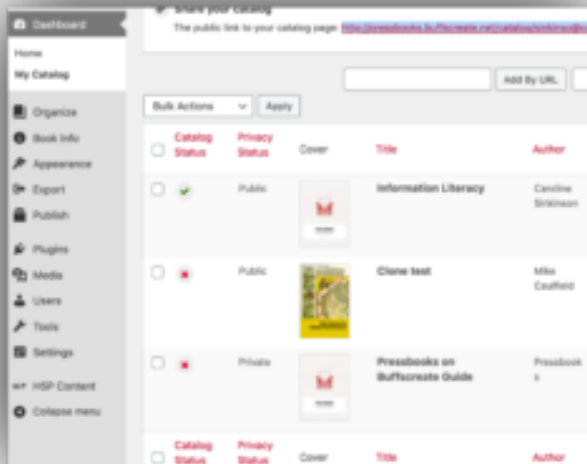 Dashboard
Share your catalog
The public link to your catalog page:
Home
My Catalog
Add By URL
Organize
Book Info
Appearance
Export
Publish
Plugins
Media
Users
Tools
Settings
H5P Content
Collapse menu
Bulk Actions
Apply
Catalog Status
Privacy Status
Cover
Title
Author
Public
Information Literacy
Caroline
Sinkinson
Public
Clone test
Mike
Caulfield
Private
Pressbooks on
Buffscreate Guide
Pressbook
s
Catalog Status
Privacy Status
Cover
Title
Author